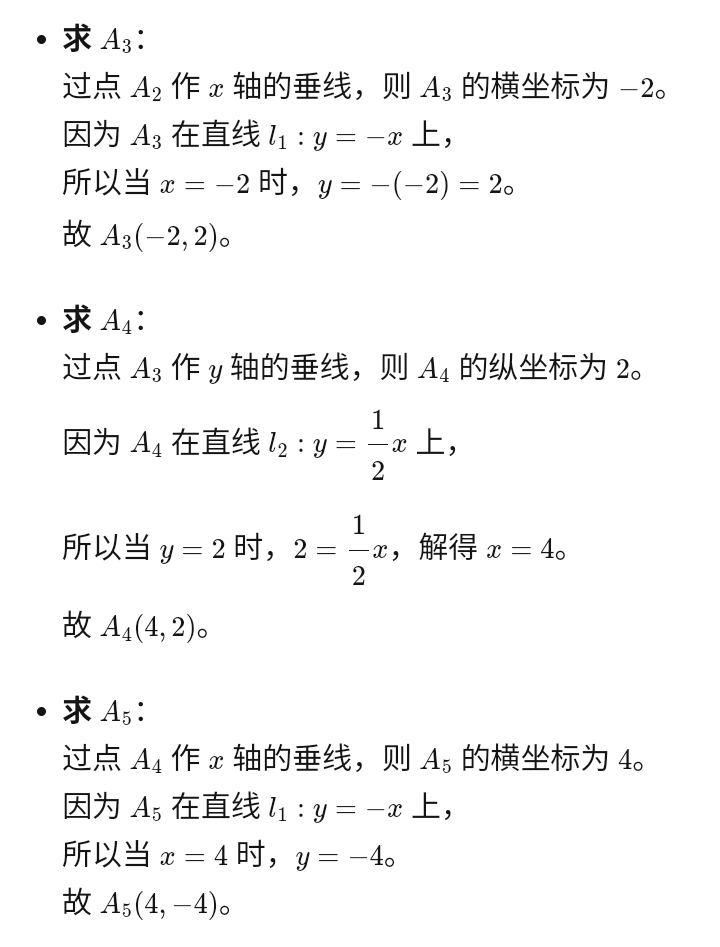 • 求 A₃：
过点 A₂ 作 x 轴的垂线，则 A₃ 的横坐标为 −2。
因为 A₃ 在直线 l₁ : y = −x 上，
所以当 x = −2 时，y = −(−2) = 2。
故 A₃(−2, 2)。
• 求 A₄：
过点 A₃ 作 y 轴的垂线，则 A₄ 的纵坐标为 2。
因为 A₄ 在直线 l₂ : y = 1/2 x 上，
所以当 y = 2 时，2 = 1/2 x，解得 x = 4。
故 A₄(4, 2)。
• 求 A₅：
过点 A₄ 作 x 轴的垂线，则 A₅ 的横坐标为 4。
因为 A₅ 在直线 l₁ : y = −x 上，
所以当 x = 4 时，y = −4。
故 A₅(4, −4)。